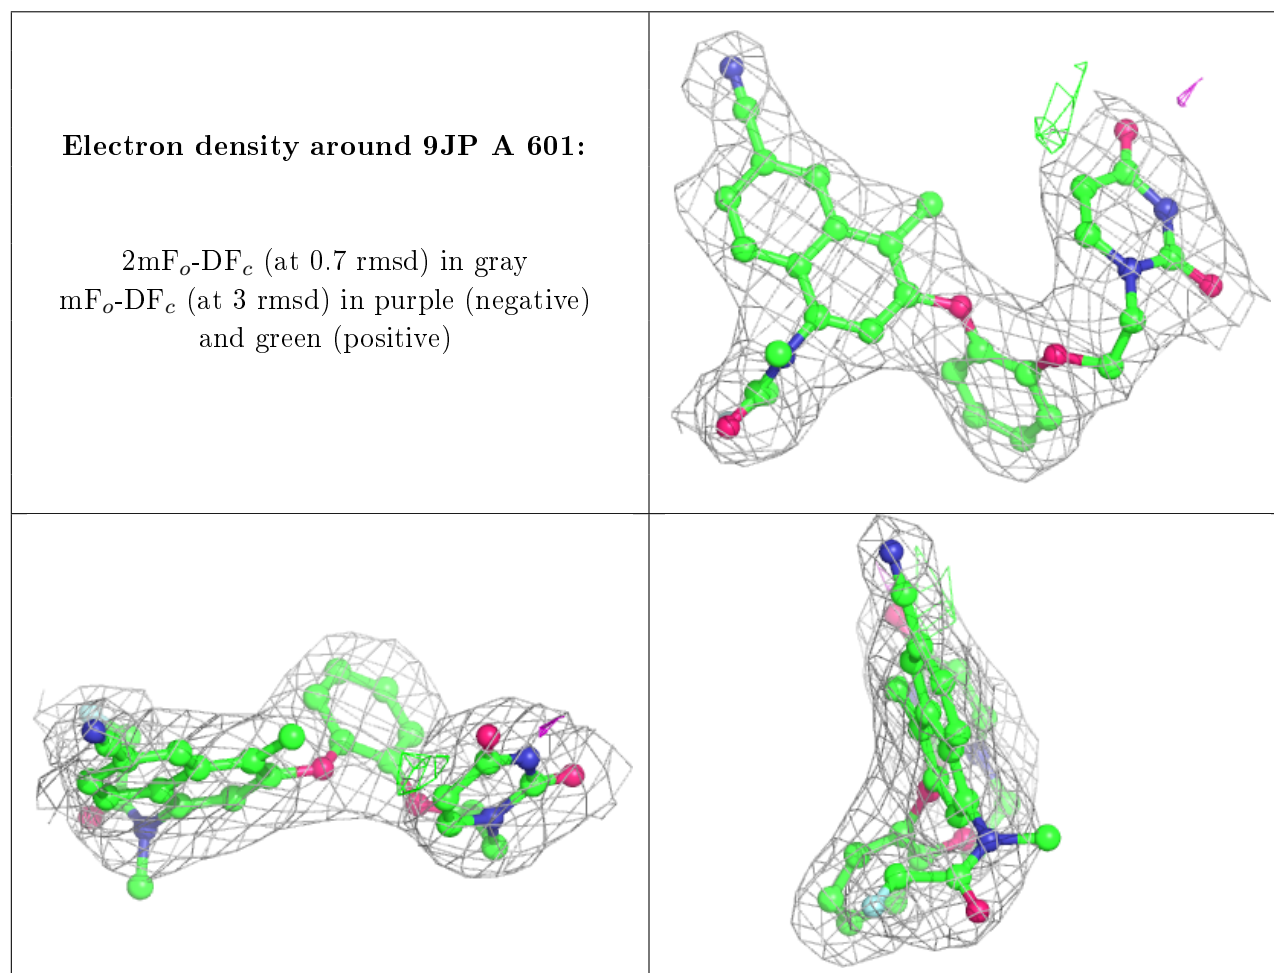 Electron density around 9JP A 601:
2mFₒ-DF𝒸 (at 0.7 rmsd) in gray
mFₒ-DF𝒸 (at 3 rmsd) in purple (negative)
and green (positive)